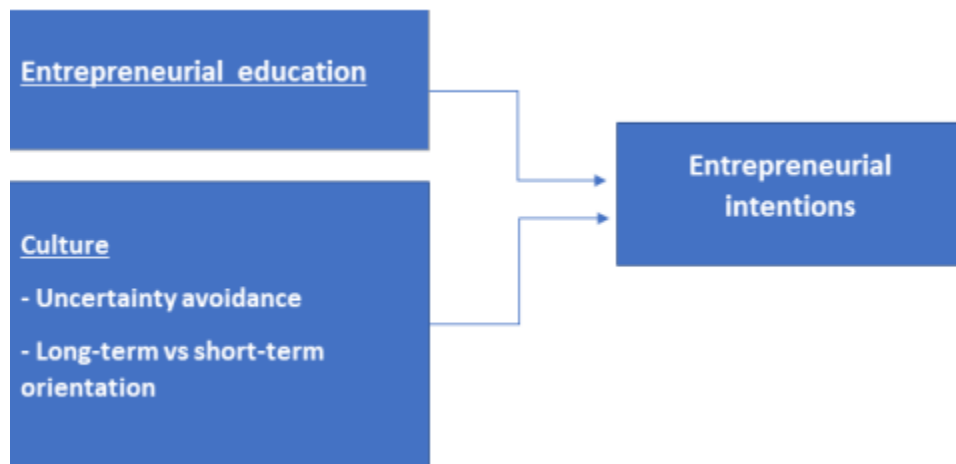 Entrepreneurial education
Culture
- Uncertainty avoidance
- Long-term vs short-term
orientation
Entrepreneurial
intentions